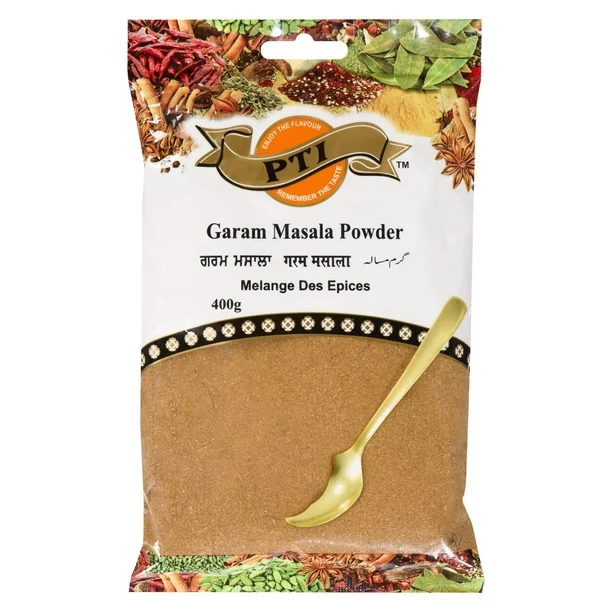 ENJOY THE FLAVOUR
PTI
TM
REMEMBER THE TASTE
Garam Masala Powder
ਗਰਮ ਮਸਾਲਾ गरम मसाला گرم مسالہ
Melange Des Epices
400g